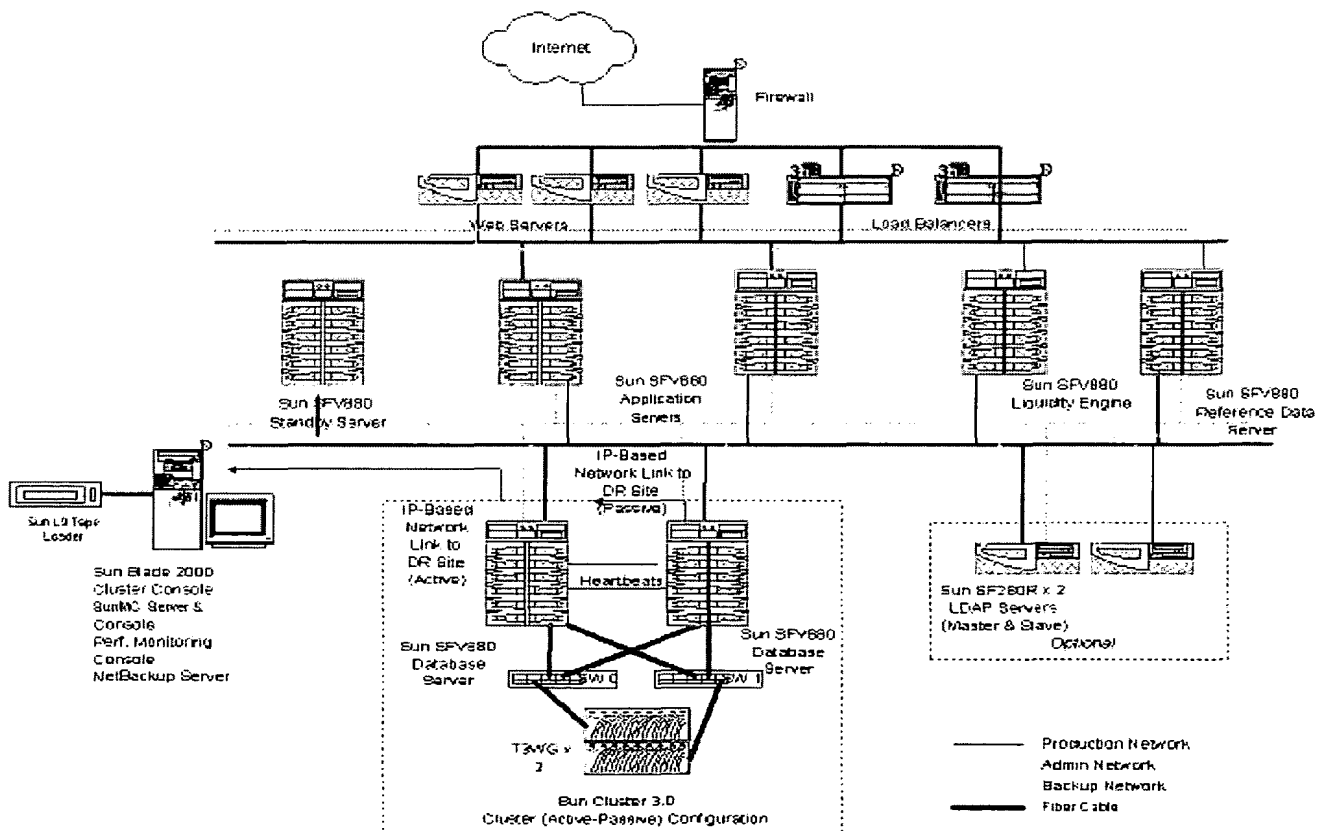 Internet
Firewall
Web Servers
Load Balancers
Sun SFV880
Standby Server
Sun SFV880
Application
Servers
Sun SFV880
Liquidity Engine
Sun SFV880
Reference Data
Server
IP-Based
Network Link to
DR Site
(Passive)
Sun L9 Tape
Loader
Sun Blade 2000
Cluster Console
SunMC Server &
Console
Perf. Monitoring
Console
NetBackup Server
IP-Based
Network
Link to
DR Site
(Active)
Heartbeats
Sun SFV880
Database
Server
Sun SFV880
Database
Server
SW 0
SW 1
T3WG x
2
Sun Cluster 3.0
Cluster (Active-Passive) Configuration
Sun SF280R x 2
LDAP Servers
(Master & Slave)
Optional
Production Network
Admin Network
Backup Network
Fiber Cable